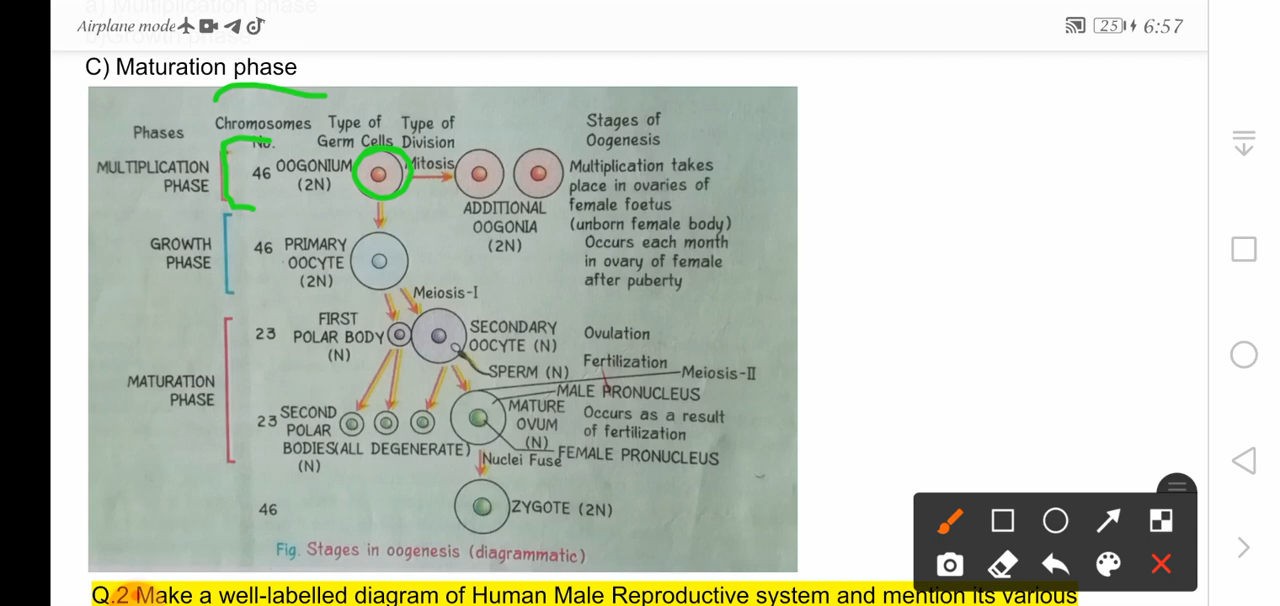 a) Multiplication phase
Airplane mode 25 6:57
b)Growth phase
C) Maturation phase
Phases
Chromosomes No.
Type of Germ Cells
Type of Division
Stages of Oogenesis
MULTIPLICATION PHASE
46 OOGONIUM (2N)
Mitosis
ADDITIONAL OOGONIA (2N)
Multiplication takes
place in ovaries of
female foetus
(unborn female body)
GROWTH PHASE
46 PRIMARY OOCYTE (2N)
Occurs each month
in ovary of female
after puberty
Meiosis-I
MATURATION PHASE
23 FIRST POLAR BODY (N)
SECONDARY OOCYTE (N)
Ovulation
SPERM (N)
Fertilization
Meiosis-II
MALE PRONUCLEUS
23 SECOND POLAR BODIES(ALL DEGENERATE) (N)
MATURE OVUM (N)
Occurs as a result
of fertilization
FEMALE PRONUCLEUS
Nuclei Fuse
46
ZYGOTE (2N)
Fig. Stages in oogenesis (diagrammatic)
Q.2 Make a well-labelled diagram of Human Male Reproductive system and mention its various